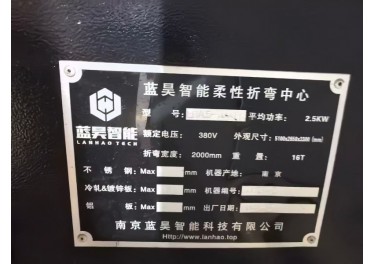 蓝昊智能柔性折弯中心
蓝昊智能
LANHAO TECH
型 号: 平均功率: 2.5KW
额定电压: 380V 外观尺寸: (mm)
折弯宽度: 2000mm 重 量: 16T
不 锈 钢: Max mm 机器产地: 南 京
冷轧&镀锌板: Max mm 机器编号:
铝 板: Max mm 出厂日期:
南京蓝昊智能科技有限公司
Http://www.lanhao.top